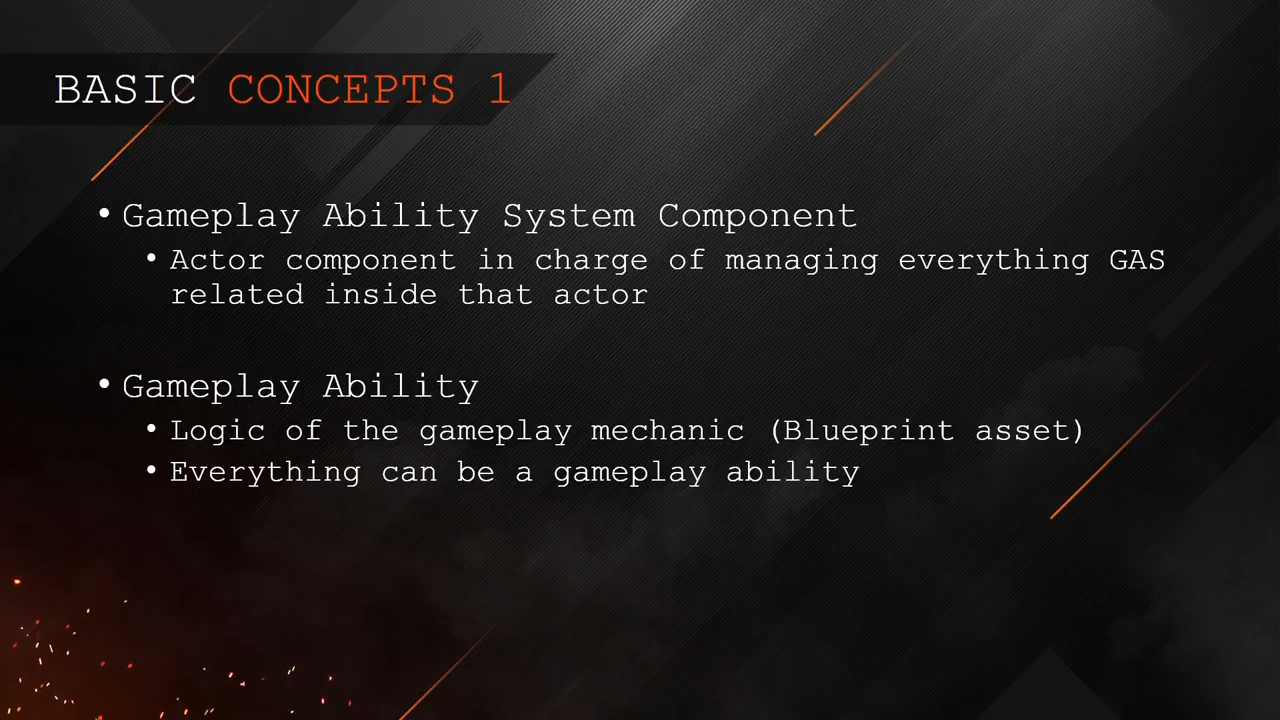 BASIC CONCEPTS 1
• Gameplay Ability System Component
• Actor component in charge of managing everything GAS
related inside that actor
• Gameplay Ability
• Logic of the gameplay mechanic (Blueprint asset)
• Everything can be a gameplay ability